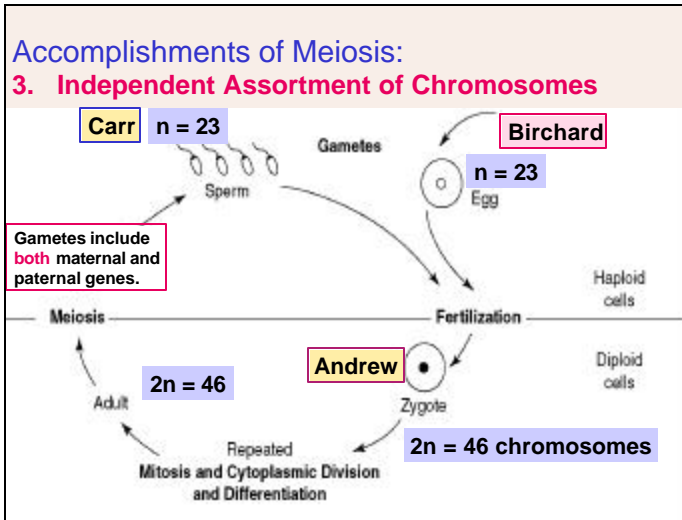 Accomplishments of Meiosis:
3. Independent Assortment of Chromosomes
Carr
n = 23
Gametes
Birchard
n = 23
Sperm
Egg
Gametes include
both maternal and
paternal genes.
Haploid
cells
Meiosis
Fertilization
Andrew
Diploid
cells
2n = 46
Adult
Zygote
2n = 46 chromosomes
Repeated
Mitosis and Cytoplasmic Division
and Differentiation